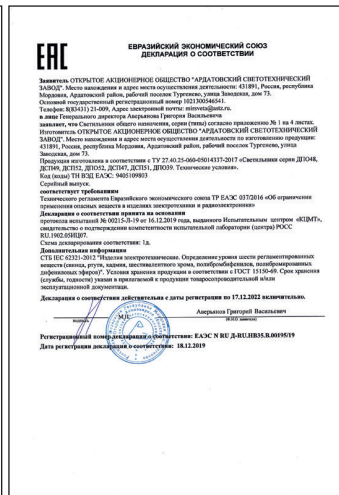 ЕАС
ЕВРАЗИЙСКИЙ ЭКОНОМИЧЕСКИЙ СОЮЗ
ДЕКЛАРАЦИЯ О СООТВЕТСТВИИ
Заявитель ОТКРЫТОЕ АКЦИОНЕРНОЕ ОБЩЕСТВО "АРДАТОВСКИЙ СВЕТОТЕХНИЧЕСКИЙ
ЗАВОД". Место нахождения и адрес места осуществления деятельности: 431891, Россия, республика
Мордовия, Ардатовский район, рабочий поселок Тургенево, улица Заводская, дом 73.
Основной государственный регистрационный номер 1021300546541.
Телефон: 8(83431) 21-009, Адрес электронной почты: mirsveta@astz.ru.
в лице Генерального директора Аверьянова Григория Васильевича
заявляет, что Светильники общего назначения, серии (типы) согласно приложению № 1 на 4 листах.
Изготовитель ОТКРЫТОЕ АКЦИОНЕРНОЕ ОБЩЕСТВО "АРДАТОВСКИЙ СВЕТОТЕХНИЧЕСКИЙ
ЗАВОД". Место нахождения и адрес места осуществления деятельности по изготовлению продукции:
431891, Россия, республика Мордовия, Ардатовский район, рабочий поселок Тургенево, улица
Заводская, дом 73.
Продукция изготовлена в соответствии с ТУ 27.40.25-060-05014337-2017 «Светильники серии ДПО48,
ДСП49, ДСП52, ДПО52, ДСП47, ДСП51, ДПО39. Технические условия».
Код (коды) ТН ВЭД ЕАЭС: 9405109803
Серийный выпуск.
соответствует требованиям
Технического регламента Евразийского экономического союза ТР ЕАЭС 037/2016 «Об ограничении
применения опасных веществ в изделиях электротехники и радиоэлектроники»
Декларация о соответствии принята на основании
протокола испытаний № 00215-Л-19 от 16.12.2019 года, выданного Испытательным центром «КЦМТ»,
свидетельство о подтверждении компетентности испытательной лаборатории (центра) РОСС
RU.1902.05ИЦ07.
Схема декларирования соответствия: 1д.
Дополнительная информация
СТБ IEC 62321-2012 "Изделия электротехнические. Определение уровня шести регламентированных
веществ (свинца, ртути, кадмия, шестивалентного хрома, полибромбифенилов, полибромированных
дифениловых эфиров)". Условия хранения продукции в соответствии с ГОСТ 15150-69. Срок хранения
(службы, годности) указан в прилагаемой к продукции товаросопроводительной и/или
эксплуатационной документации.
Декларация о соответствии действительна с даты регистрации по 17.12.2022 включительно.
Аверьянов Григорий Васильевич
М.П.
подпись
(Ф.И.О. заявителя)
Регистрационный номер декларации о соответствии: ЕАЭС N RU Д-RU.НВ35.В.00195/19
Дата регистрации декларации о соответствии: 18.12.2019